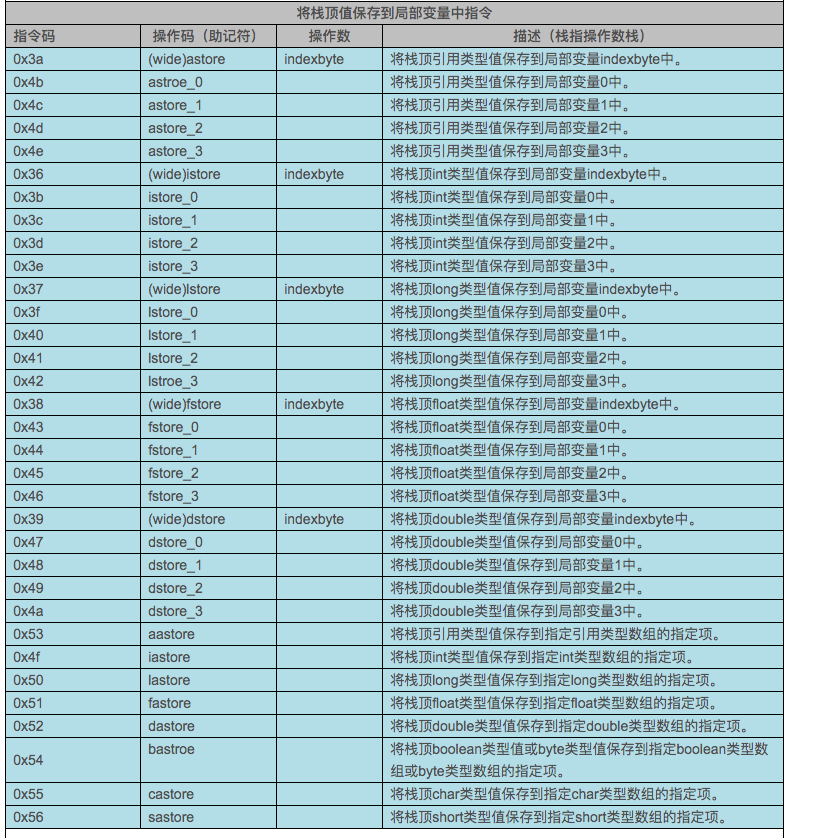 将栈顶值保存到局部变量中指令
指令码 操作码（助记符） 操作数 描述（栈指操作数栈）
0x3a (wide)astore indexbyte 将栈顶引用类型值保存到局部变量indexbyte中。
0x4b astroe_0 将栈顶引用类型值保存到局部变量0中。
0x4c astore_1 将栈顶引用类型值保存到局部变量1中。
0x4d astore_2 将栈顶引用类型值保存到局部变量2中。
0x4e astore_3 将栈顶引用类型值保存到局部变量3中。
0x36 (wide)istore indexbyte 将栈顶int类型值保存到局部变量indexbyte中。
0x3b istore_0 将栈顶int类型值保存到局部变量0中。
0x3c istore_1 将栈顶int类型值保存到局部变量1中。
0x3d istore_2 将栈顶int类型值保存到局部变量2中。
0x3e istore_3 将栈顶int类型值保存到局部变量3中。
0x37 (wide)lstore indexbyte 将栈顶long类型值保存到局部变量indexbyte中。
0x3f lstore_0 将栈顶long类型值保存到局部变量0中。
0x40 lstore_1 将栈顶long类型值保存到局部变量1中。
0x41 lstore_2 将栈顶long类型值保存到局部变量2中。
0x42 lstroe_3 将栈顶long类型值保存到局部变量3中。
0x38 (wide)fstore indexbyte 将栈顶float类型值保存到局部变量indexbyte中。
0x43 fstore_0 将栈顶float类型值保存到局部变量0中。
0x44 fstore_1 将栈顶float类型值保存到局部变量1中。
0x45 fstore_2 将栈顶float类型值保存到局部变量2中。
0x46 fstore_3 将栈顶float类型值保存到局部变量3中。
0x39 (wide)dstore indexbyte 将栈顶double类型值保存到局部变量indexbyte中。
0x47 dstore_0 将栈顶double类型值保存到局部变量0中。
0x48 dstore_1 将栈顶double类型值保存到局部变量1中。
0x49 dstore_2 将栈顶double类型值保存到局部变量2中。
0x4a dstore_3 将栈顶double类型值保存到局部变量3中。
0x53 aastore 将栈顶引用类型值保存到指定引用类型数组的指定项。
0x4f iastore 将栈顶int类型值保存到指定int类型数组的指定项。
0x50 lastore 将栈顶long类型值保存到指定long类型数组的指定项。
0x51 fastore 将栈顶float类型值保存到指定float类型数组的指定项。
0x52 dastore 将栈顶double类型值保存到指定double类型数组的指定项。
0x54 bastroe 将栈顶boolean类型值或byte类型值保存到指定boolean类型数
组或byte类型数组的指定项。
0x55 castore 将栈顶char类型值保存到指定char类型数组的指定项。
0x56 sastore 将栈顶short类型值保存到指定short类型数组的指定项。